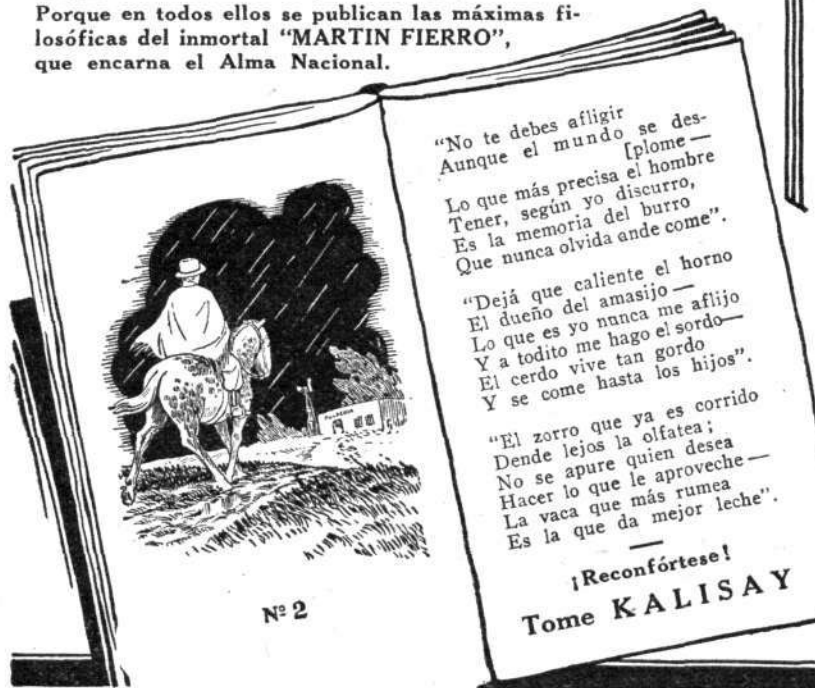 Porque en todos ellos se publican las máximas fi-
losóficas del inmortal “MARTIN FIERRO”,
que encarna el Alma Nacional.
PULPERIA
Nº 2
“No te debes afligir
Aunque el mundo se des-
[plome—
Lo que más precisa el hombre
Tener, según yo discurro,
Es la memoria del burro
Que nunca olvida ande come”.
“Dejá que caliente el horno
El dueño del amasijo—
Lo que es yo nunca me aflijo
Y a todito me hago el sordo—
El cerdo vive tan gordo
Y se come hasta los hijos”.
“El zorro que ya es corrido
Dende lejos la olfatea;
No se apure quien desea
Hacer lo que le aproveche—
La vaca que más rumea
Es la que da mejor leche”.
¡Reconfórtese!
Tome KALISAY